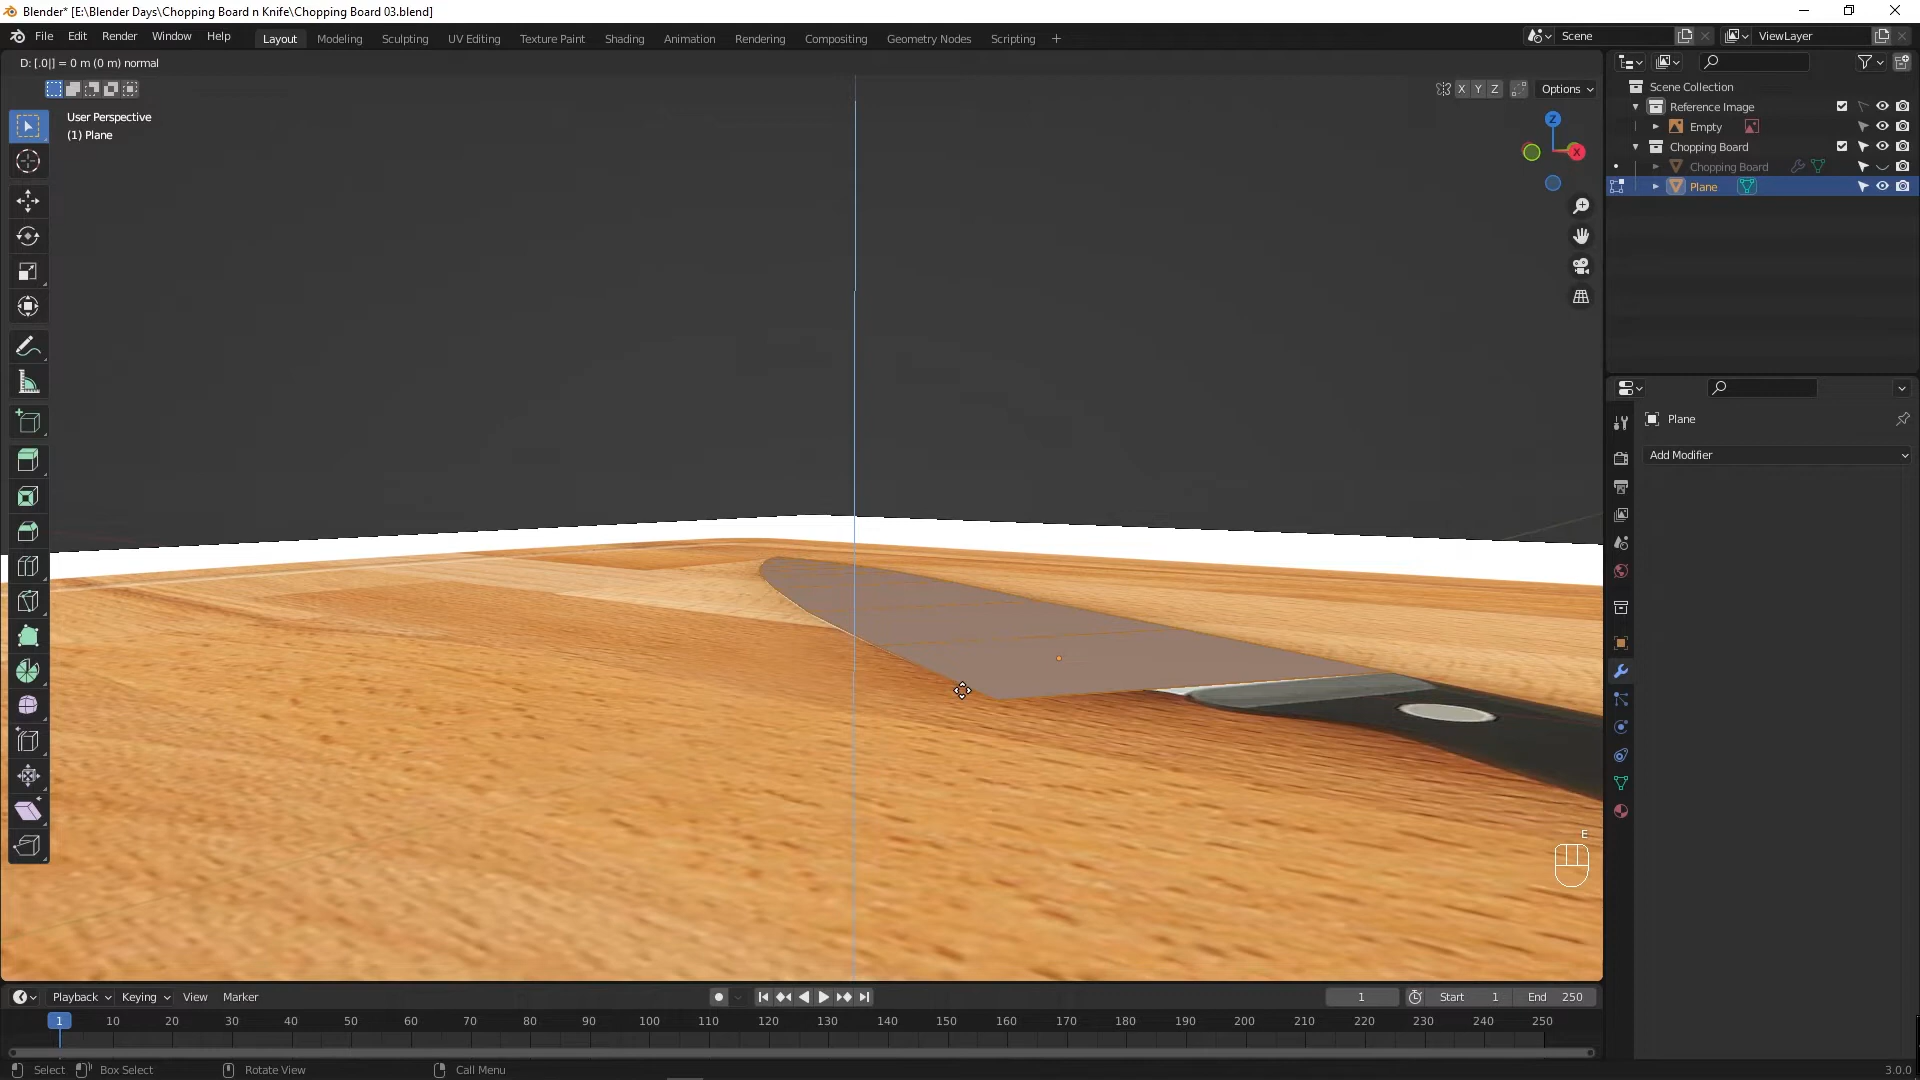 Blender* [E:\Blender Days\Chopping Board n Knife\Chopping Board 03.blend]
File Edit Render Window Help Layout Modeling Sculpting UV Editing Texture Paint Shading Animation Rendering Compositing Geometry Nodes Scripting + Scene ViewLayer
D: [.0|] = 0 m (0 m) normal
X Y Z Options
User Perspective
(1) Plane
Z
X
Scene Collection
Reference Image
Empty
Chopping Board
Chopping Board
Plane
Plane
Add Modifier
E
Playback Keying View Marker 1 Start 1 End 250
1 10 20 30 40 50 60 70 80 90 100 110 120 130 140 150 160 170 180 190 200 210 220 230 240 250
Select Box Select Rotate View Call Menu 3.0.0